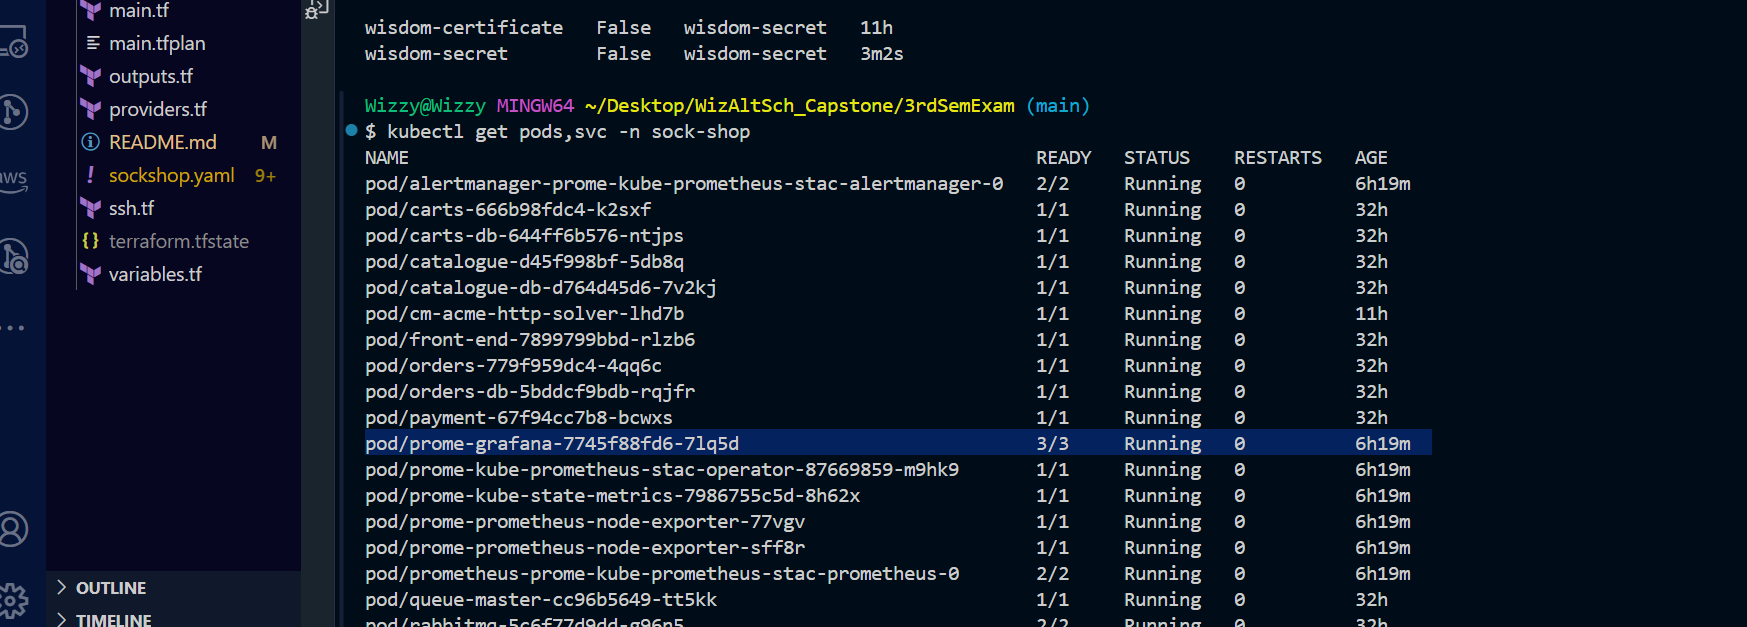 main.tf
main.tfplan
outputs.tf
providers.tf
README.md M
sockshop.yaml 9+
ssh.tf
terraform.tfstate
variables.tf
OUTLINE
TIMELINE
aws
wisdom-certificate False wisdom-secret 11h
wisdom-secret False wisdom-secret 3m2s
Wizzy@Wizzy MINGW64 ~/Desktop/WizAltSch_Capstone/3rdSemExam (main)
$ kubectl get pods,svc -n sock-shop
NAME READY STATUS RESTARTS AGE
pod/alertmanager-prome-kube-prometheus-stac-alertmanager-0 2/2 Running 0 6h19m
pod/carts-666b98fdc4-k2sxf 1/1 Running 0 32h
pod/carts-db-644ff6b576-ntjps 1/1 Running 0 32h
pod/catalogue-d45f998bf-5db8q 1/1 Running 0 32h
pod/catalogue-db-d764d45d6-7v2kj 1/1 Running 0 32h
pod/cm-acme-http-solver-lhd7b 1/1 Running 0 11h
pod/front-end-7899799bbd-rlzb6 1/1 Running 0 32h
pod/orders-779f959dc4-4qq6c 1/1 Running 0 32h
pod/orders-db-5bddcf9bdb-rqjfr 1/1 Running 0 32h
pod/payment-67f94cc7b8-bcwxs 1/1 Running 0 32h
pod/prome-grafana-7745f88fd6-7lq5d 3/3 Running 0 6h19m
pod/prome-kube-prometheus-stac-operator-87669859-m9hk9 1/1 Running 0 6h19m
pod/prome-kube-state-metrics-7986755c5d-8h62x 1/1 Running 0 6h19m
pod/prome-prometheus-node-exporter-77vgv 1/1 Running 0 6h19m
pod/prome-prometheus-node-exporter-sff8r 1/1 Running 0 6h19m
pod/prometheus-prome-kube-prometheus-stac-prometheus-0 2/2 Running 0 6h19m
pod/queue-master-cc96b5649-tt5kk 1/1 Running 0 32h
pod/rabbitmq-5c6f77d9dd-g96n5 2/2 Running 0 32h